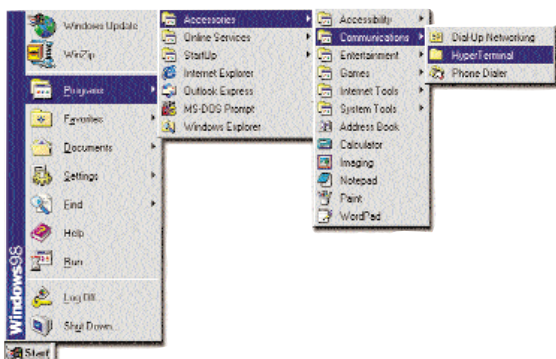 Windows Update
WinZip
Programs
Favorites
Documents
Settings
Find
Help
Run
Log Off...
Shut Down...
Windows98
Start
Accessories
Online Services
StartUp
Internet Explorer
Outlook Express
MS-DOS Prompt
Windows Explorer
Accessibility
Communications
Entertainment
Games
Internet Tools
System Tools
Address Book
Calculator
Imaging
Notepad
Paint
WordPad
Dial-Up Networking
HyperTerminal
Phone Dialer